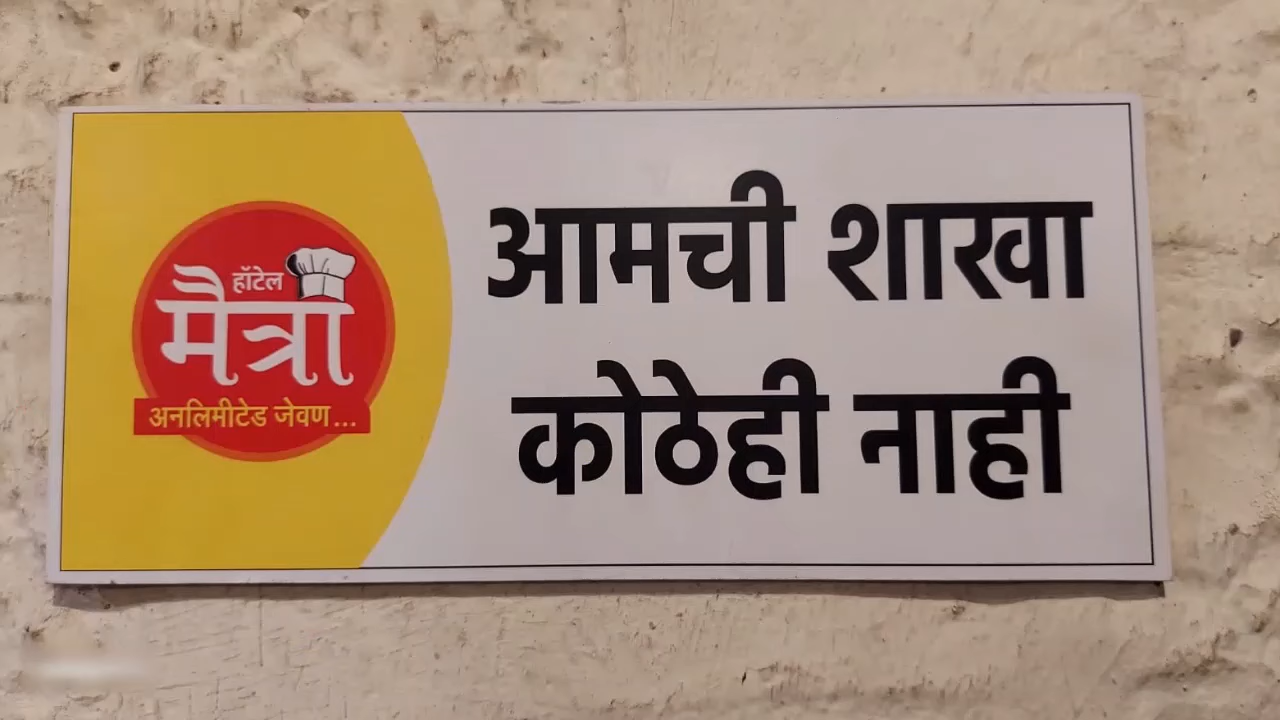 हॉटेल
मैत्री
अनलिमीटेड जेवण...
आमची शाखा
कोठेही नाही